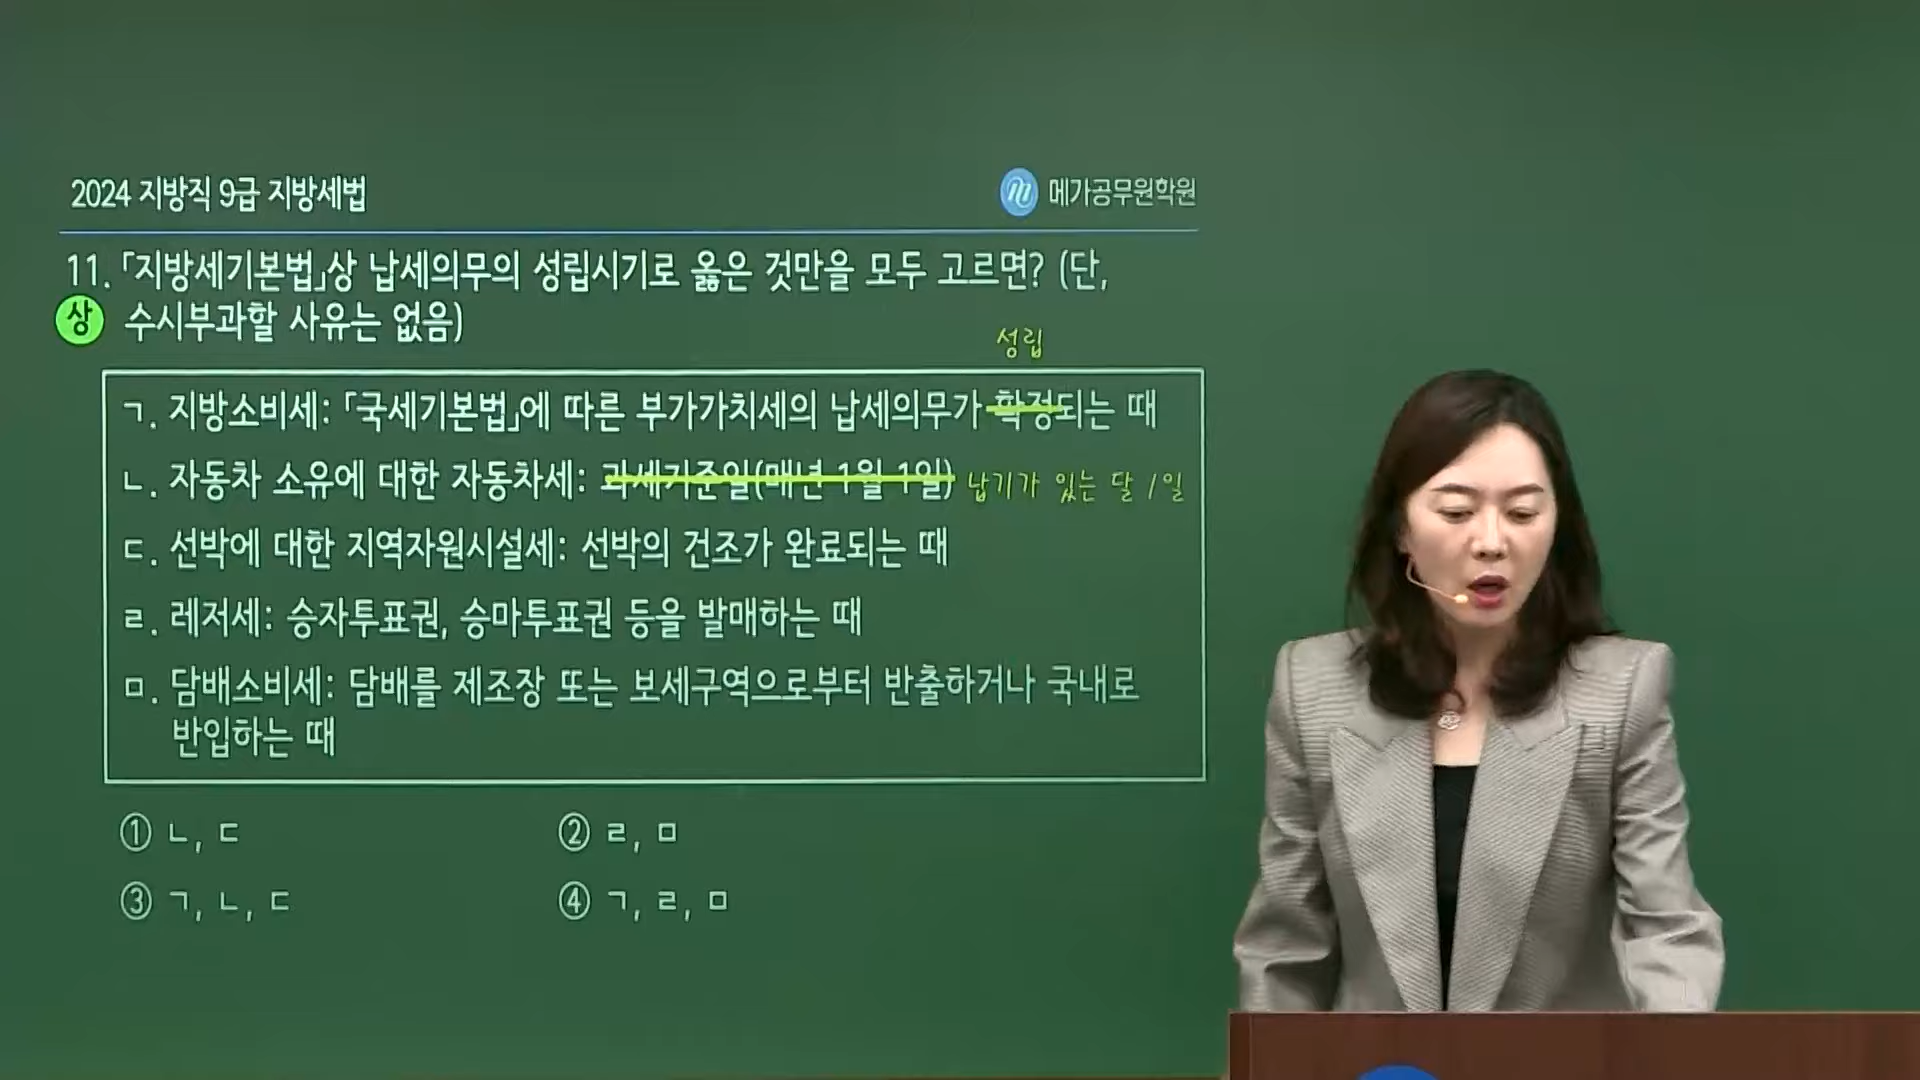 2024 지방직 9급 지방세법
메가공무원학원
11. 「지방세기본법」상 납세의무의 성립시기로 옳은 것만을 모두 고르면? (단,
상 수시부과할 사유는 없음)
성립
ㄱ. 지방소비세: 「국세기본법」에 따른 부가가치세의 납세의무가 확정되는 때
ㄴ. 자동차 소유에 대한 자동차세: 과세기준일(매년 1월 1일) 납기가 있는 달 1일
ㄷ. 선박에 대한 지역자원시설세: 선박의 건조가 완료되는 때
ㄹ. 레저세: 승자투표권, 승마투표권 등을 발매하는 때
ㅁ. 담배소비세: 담배를 제조장 또는 보세구역으로부터 반출하거나 국내로
반입하는 때
① ㄴ, ㄷ
② ㄹ, ㅁ
③ ㄱ, ㄴ, ㄷ
④ ㄱ, ㄹ, ㅁ